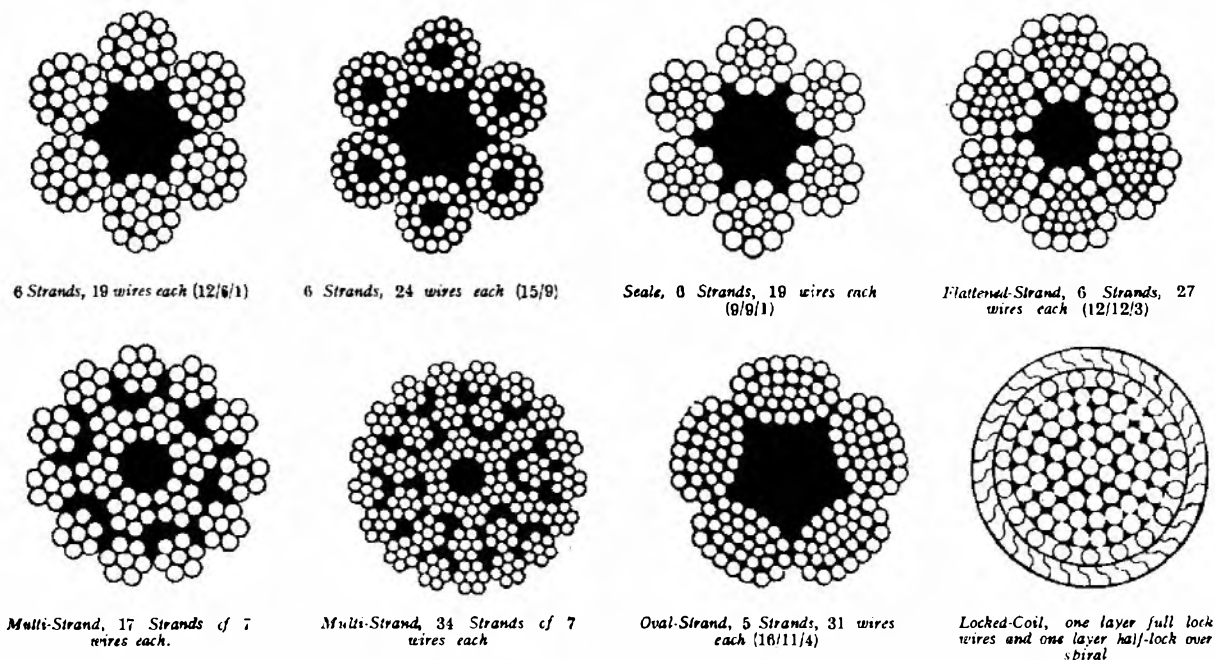 6 Strands, 19 wires each (12/6/1)
6 Strands, 24 wires each (15/9)
Seale, 6 Strands, 19 wires each
(9/9/1)
Flattened-Strand, 6 Strands, 27
wires each (12/12/3)
Multi-Strand, 17 Strands of 7
wires each.
Multi-Strand, 34 Strands of 7
wires each
Oval-Strand, 5 Strands, 31 wires
each (16/11/4)
Locked-Coil, one layer full lock
wires and one layer half-lock over
spiral